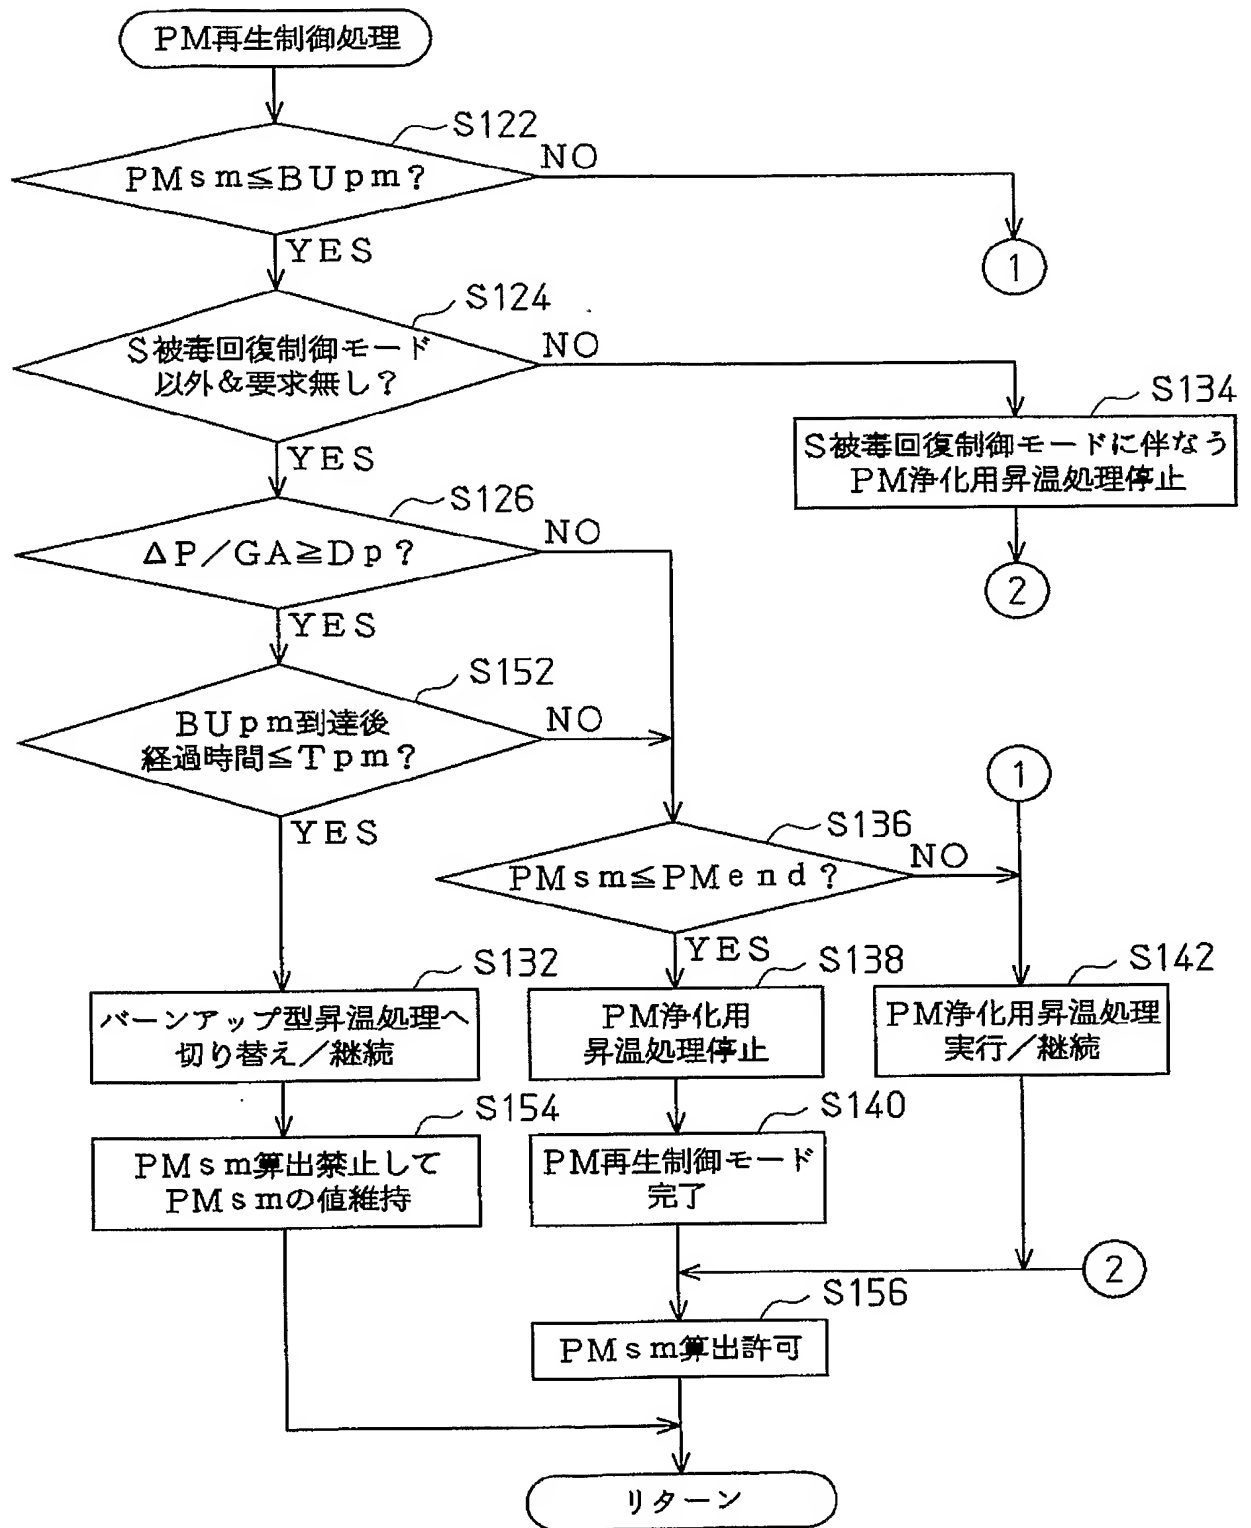 PM再生制御処理
S122
PMsm≦BUpm?
NO
YES
1
S124
S被毒回復制御モード
以外&要求無し?
NO
YES
S134
S被毒回復制御モードに伴なう
PM浄化用昇温処理停止
2
S126
ΔP/GA≧Dp?
NO
YES
S152
BUpm到達後
経過時間≦Tpm?
NO
YES
1
S136
PMsm≦PMend?
NO
YES
S132
バーンアップ型昇温処理へ
切り替え/継続
S138
PM浄化用
昇温処理停止
S142
PM浄化用昇温処理
実行/継続
S154
PMsm算出禁止して
PMsmの値維持
S140
PM再生制御モード
完了
2
S156
PMsm算出許可
リターン